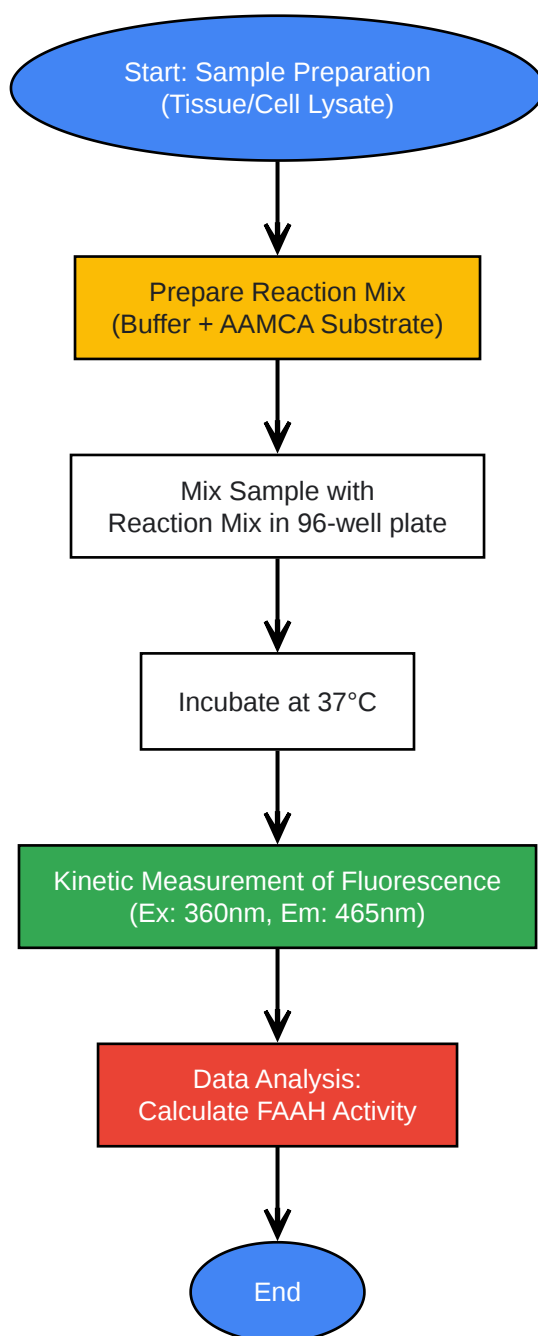 Start: Sample Preparation
(Tissue/Cell Lysate)
Prepare Reaction Mix
(Buffer + AAMCA Substrate)
Mix Sample with
Reaction Mix in 96-well plate
Incubate at 37°C
Kinetic Measurement of Fluorescence
(Ex: 360nm, Em: 465nm)
Data Analysis:
Calculate FAAH Activity
End